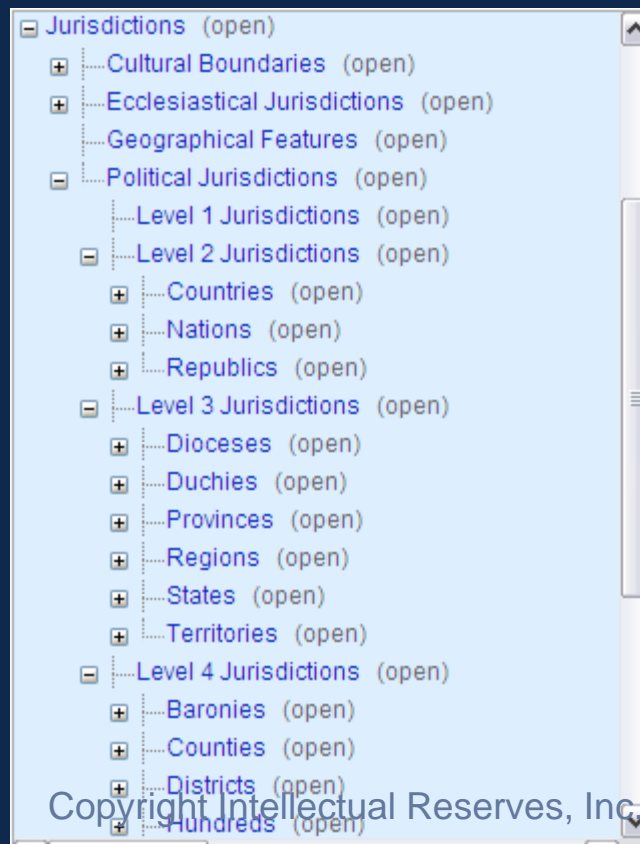 Jurisdictions (open)
Cultural Boundaries (open)
Ecclesiastical Jurisdictions (open)
Geographical Features (open)
Political Jurisdictions (open)
Level 1 Jurisdictions (open)
Level 2 Jurisdictions (open)
Countries (open)
Nations (open)
Republics (open)
Level 3 Jurisdictions (open)
Dioceses (open)
Duchies (open)
Provinces (open)
Regions (open)
States (open)
Territories (open)
Level 4 Jurisdictions (open)
Baronies (open)
Counties (open)
Districts (open)
Copyright Intellectual Reserves, Inc.
Hundreds (open)